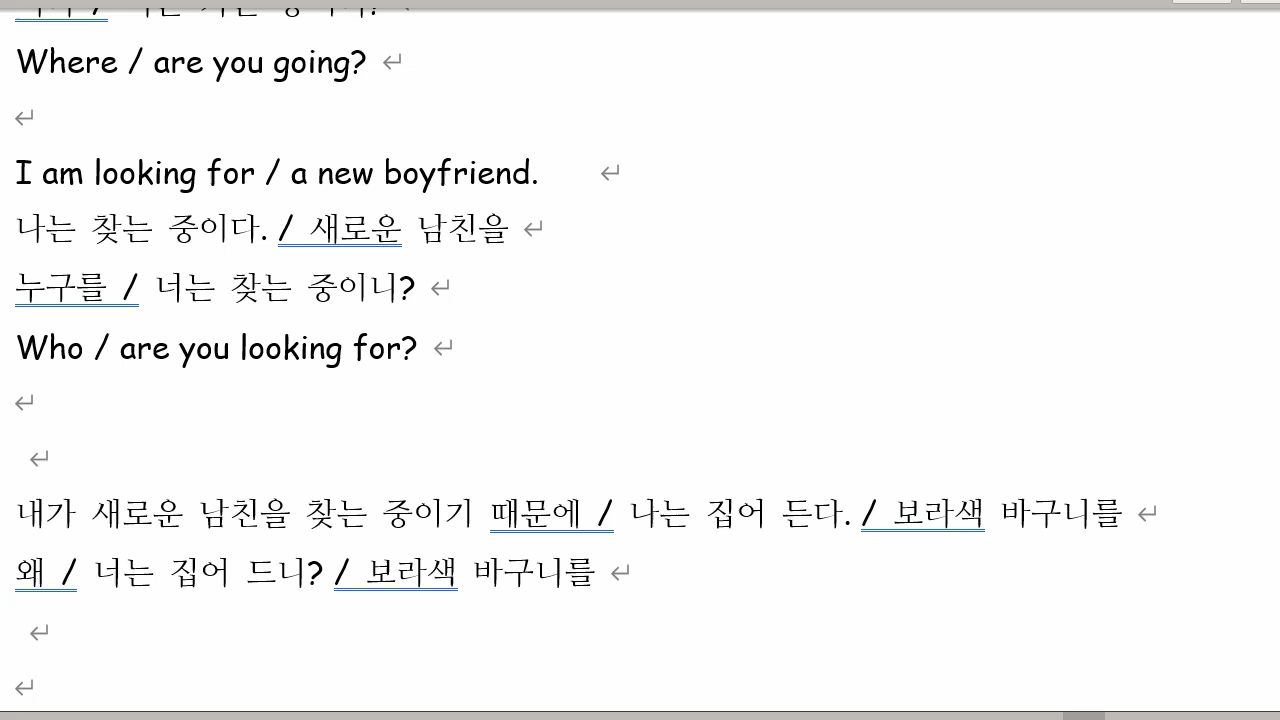 Where / are you going?
I am looking for / a new boyfriend.
나는 찾는 중이다. / 새로운 남친을
누구를 / 너는 찾는 중이니?
Who / are you looking for?
내가 새로운 남친을 찾는 중이기 때문에 / 나는 집어 든다. / 보라색 바구니를
왜 / 너는 집어 드니? / 보라색 바구니를